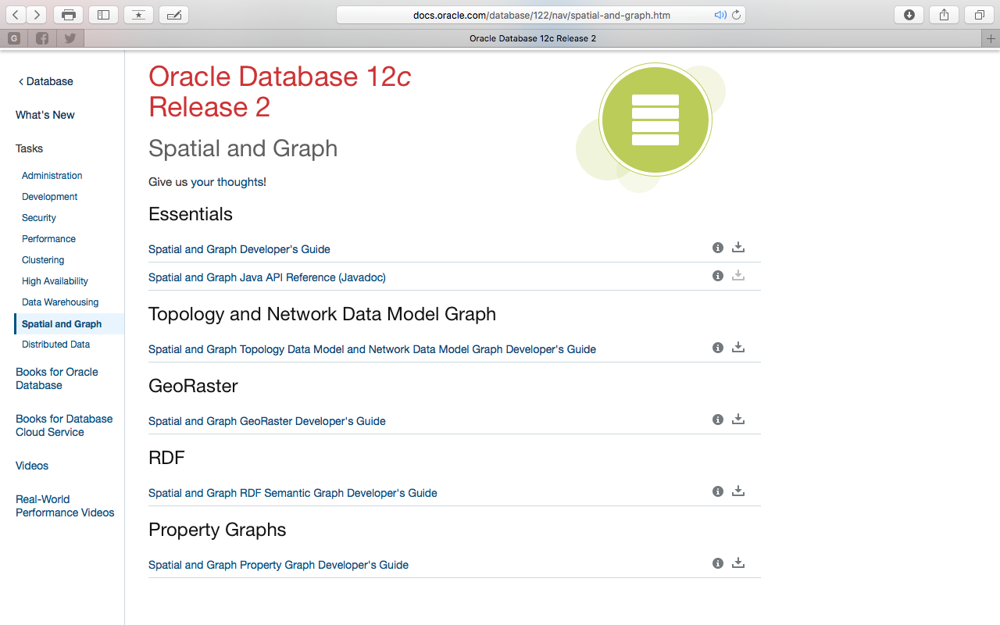 docs.oracle.com/database/122/nav/spatial-and-graph.htm
G
Oracle Database 12c Release 2
Database
What's New
Tasks
Administration
Development
Security
Performance
Clustering
High Availability
Data Warehousing
Spatial and Graph
Distributed Data
Books for Oracle
Database
Books for Database
Cloud Service
Videos
Real-World
Performance Videos
Oracle Database 12c
Release 2
Spatial and Graph
Give us your thoughts!
Essentials
Spatial and Graph Developer's Guide
Spatial and Graph Java API Reference (Javadoc)
Topology and Network Data Model Graph
Spatial and Graph Topology Data Model and Network Data Model Graph Developer's Guide
GeoRaster
Spatial and Graph GeoRaster Developer's Guide
RDF
Spatial and Graph RDF Semantic Graph Developer's Guide
Property Graphs
Spatial and Graph Property Graph Developer's Guide